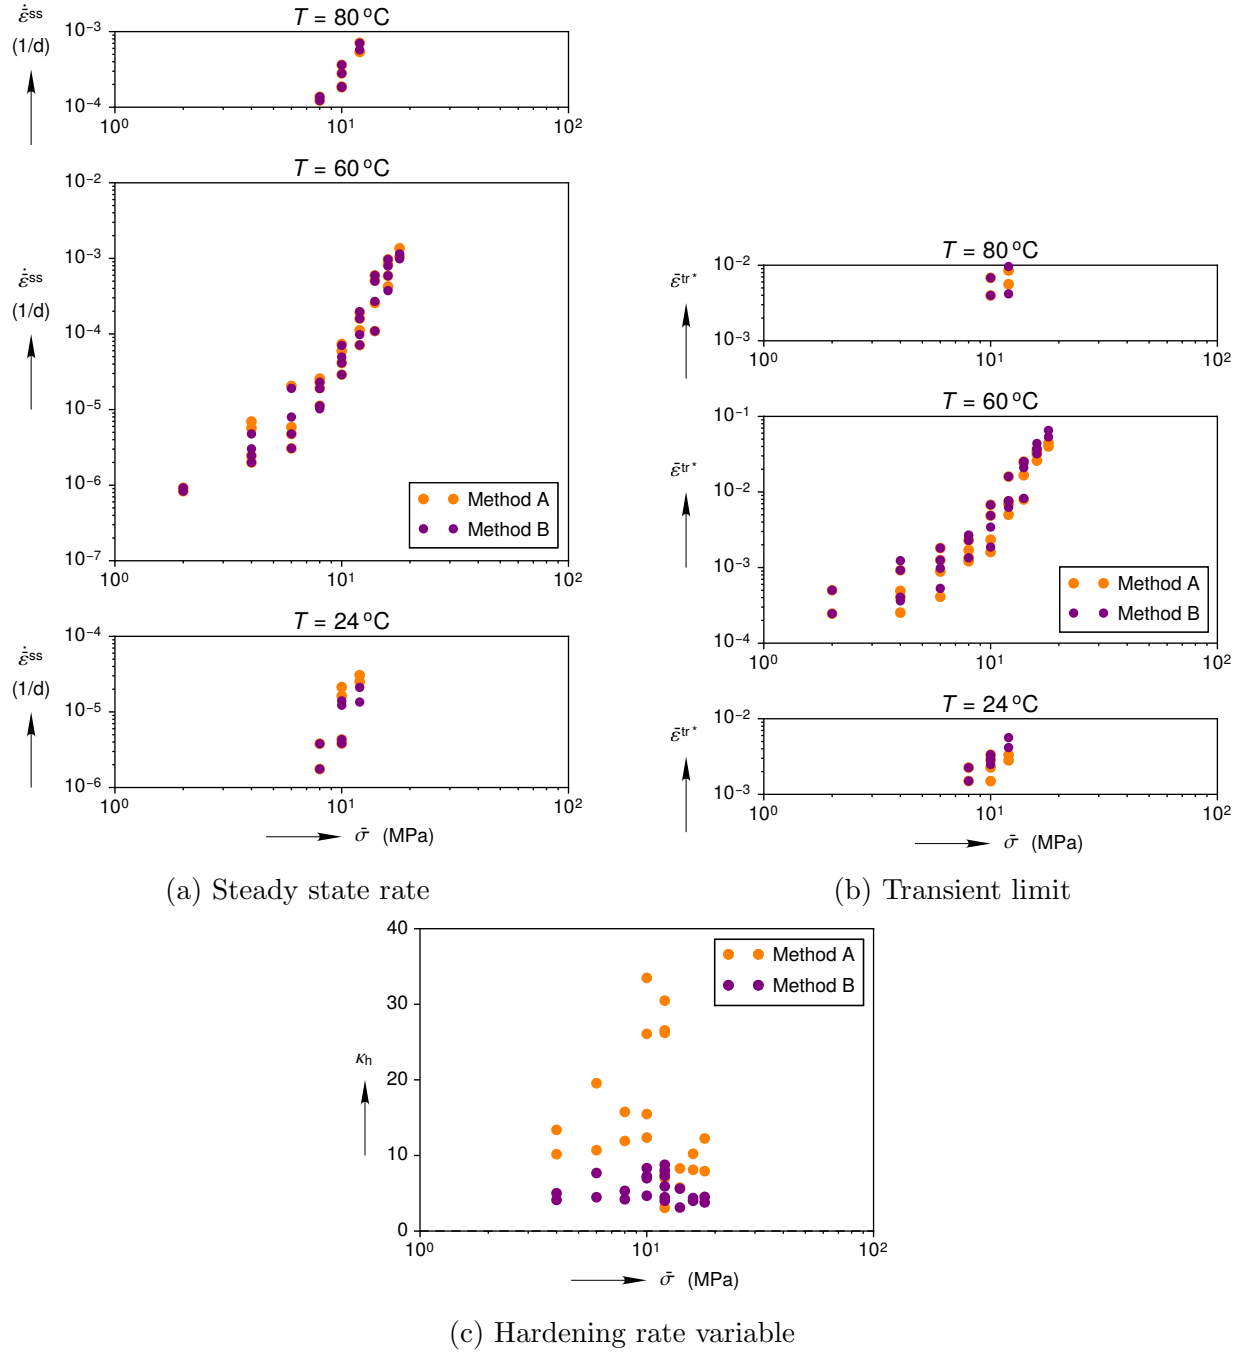 T = 80 °C
ε̇̄ss
(1/d)
10-3
10-4
100
101
102
T = 60 °C
ε̇̄ss
(1/d)
10-2
10-3
10-4
10-5
10-6
10-7
Method A
Method B
100
101
102
T = 24 °C
ε̇̄ss
(1/d)
10-4
10-5
10-6
100
101
102
σ̄ (MPa)
(a) Steady state rate
T = 80 °C
ε̄tr*
10-2
10-3
100
101
102
T = 60 °C
ε̄tr*
10-1
10-2
10-3
10-4
Method A
Method B
100
101
102
T = 24 °C
ε̄tr*
10-2
10-3
100
101
102
σ̄ (MPa)
(b) Transient limit
40
30
20
10
0
κh
Method A
Method B
100
101
102
σ̄ (MPa)
(c) Hardening rate variable